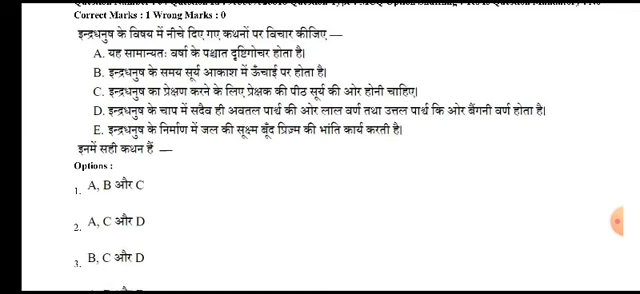 Correct Marks : 1 Wrong Marks : 0
इन्द्रधनुष के विषय में नीचे दिए गए कथनों पर विचार कीजिए —
A. यह सामान्यतः वर्षा के पश्चात दृष्टिगोचर होता है।
B. इन्द्रधनुष के समय सूर्य आकाश में ऊँचाई पर होता है।
C. इन्द्रधनुष का प्रेक्षण करने के लिए प्रेक्षक की पीठ सूर्य की ओर होनी चाहिए।
D. इन्द्रधनुष के चाप में सदैव ही अवतल पार्श्व की ओर लाल वर्ण तथा उत्तल पार्श्व कि ओर बैंगनी वर्ण होता है।
E. इन्द्रधनुष के निर्माण में जल की सूक्ष्म बूँद प्रिज़्म की भांति कार्य करती है।
इनमें सही कथन हैं —
Options :
1. A, B और C
2. A, C और D
3. B, C और D